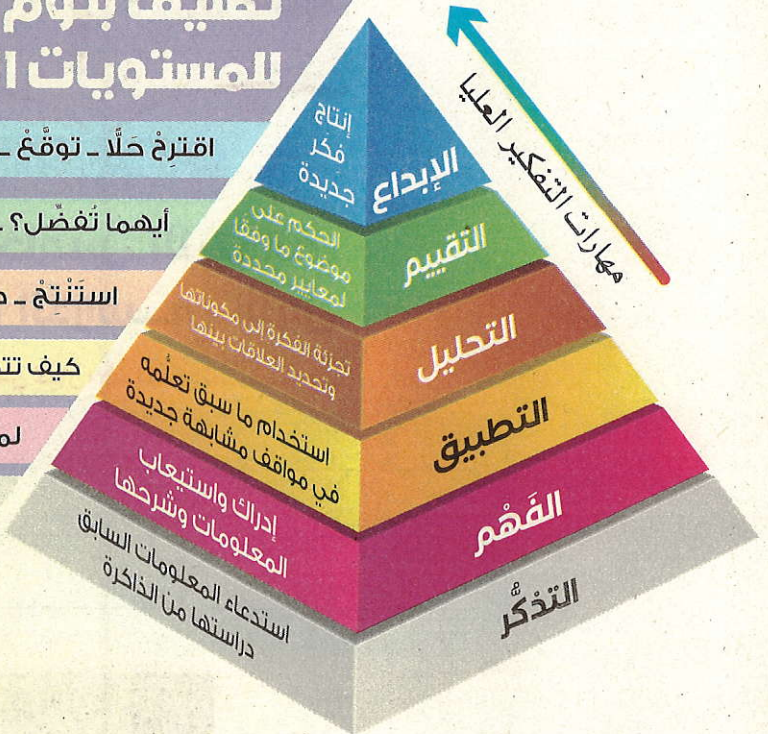 تصنيف بلوم
للمستويات
اقترِحْ حَلًّا - توقَّعْ -
أيهما تُفضِّل؟
استَنْتِجْ -
كيف
مهارات التفكير العليا
إنتاج
فكَر
جديدة
الإبداع
الحكم على
موضوع ما وفقًا
لمعايير محددة
التقييم
تجزئة الفكرة إلى مكوناتها
وتحديد العلاقات بينها
التحليل
استخدام ما سبق تعلُّمه
في مواقف مشابهة جديدة
التطبيق
إدراك واستيعاب
المعلومات وشرحها
الفَهْم
استدعاء المعلومات السابق
دراستها من الذاكرة
التذكُّر